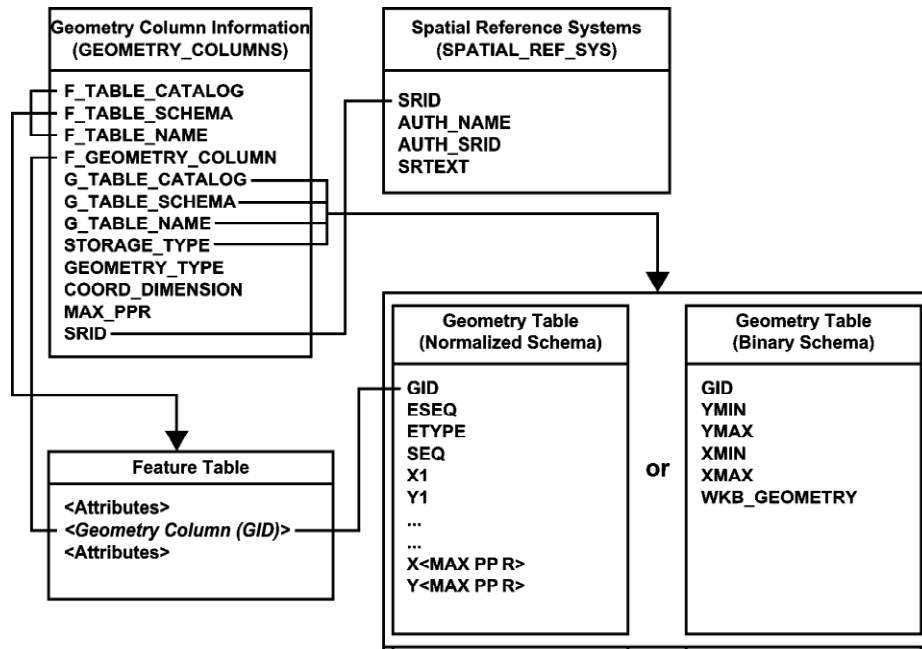 Geometry Column Information
(GEOMETRY_COLUMNS)
F_TABLE_CATALOG
F_TABLE_SCHEMA
F_TABLE_NAME
F_GEOMETRY_COLUMN
G_TABLE_CATALOG
G_TABLE_SCHEMA
G_TABLE_NAME
STORAGE_TYPE
GEOMETRY_TYPE
COORD_DIMENSION
MAX_PPR
SRID
Spatial Reference Systems
(SPATIAL_REF_SYS)
SRID
AUTH_NAME
AUTH_SRID
SRTEXT
Feature Table
<Attributes>
<Geometry Column (GID)>
<Attributes>
Geometry Table
(Normalized Schema)
GID
ESEQ
ETYPE
SEQ
X1
Y1
...
...
X<MAX PP R>
Y<MAX PP R>
or
Geometry Table
(Binary Schema)
GID
YMIN
YMAX
XMIN
XMAX
WKB_GEOMETRY